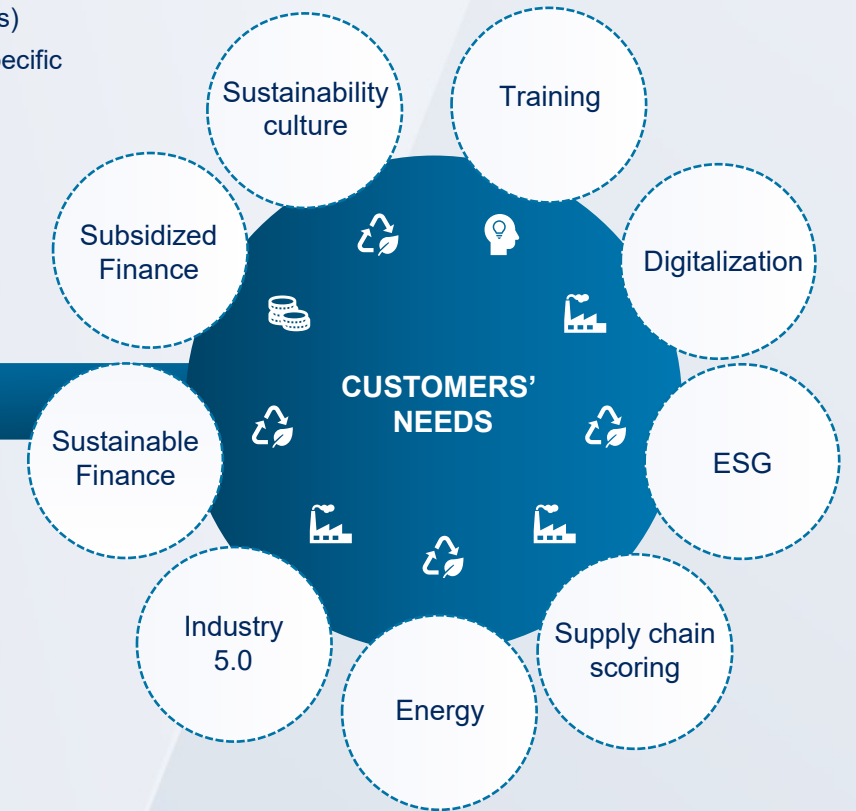 s)
ecific
Sustainability
culture
Training
Subsidized
Finance
Digitalization
CUSTOMERS’
NEEDS
Sustainable
Finance
ESG
Industry
5.0
Supply chain
scoring
Energy